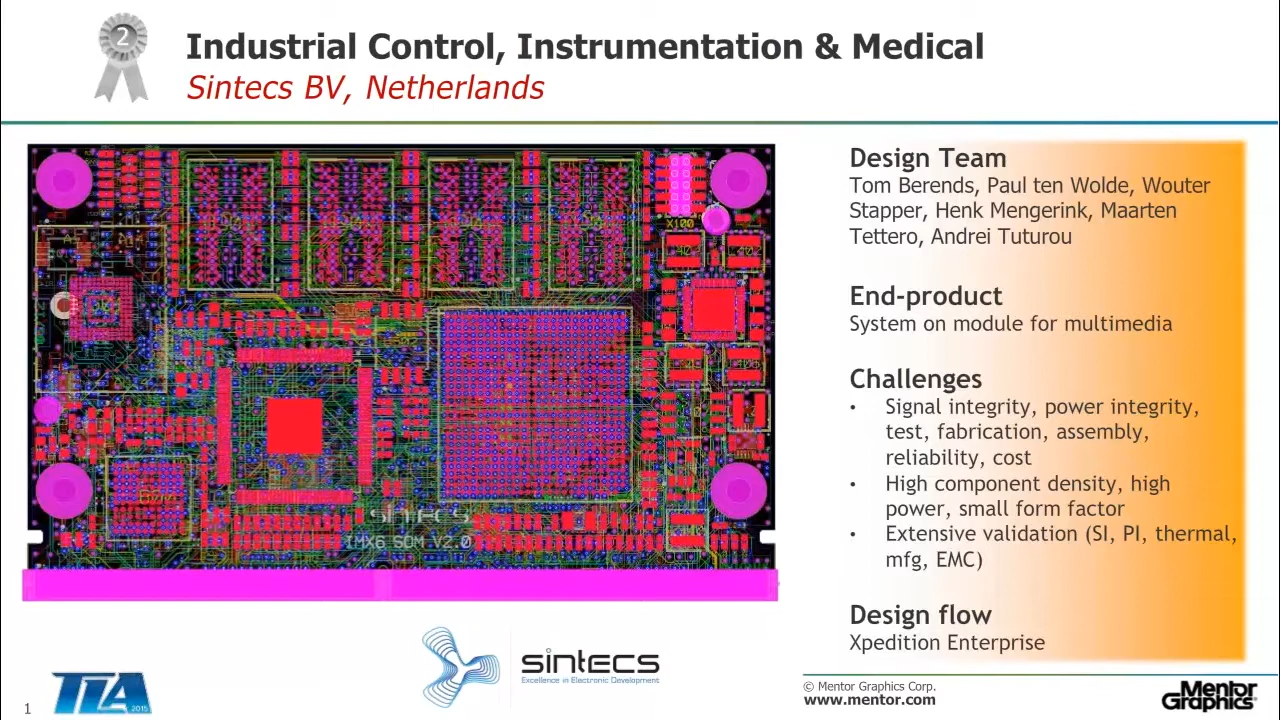 2
Industrial Control, Instrumentation & Medical
Sintecs BV, Netherlands
X100
sintecs
IMX6 SOM V2.0
Design Team
Tom Berends, Paul ten Wolde, Wouter
Stapper, Henk Mengerink, Maarten
Tettero, Andrei Tuturou
End-product
System on module for multimedia
Challenges
• Signal integrity, power integrity,
test, fabrication, assembly,
reliability, cost
• High component density, high
power, small form factor
• Extensive validation (SI, PI, thermal,
mfg, EMC)
Design flow
Xpedition Enterprise
sintecs
Excellence in Electronic Development
1
TLA 2015
© Mentor Graphics Corp.
www.mentor.com
Mentor
Graphics